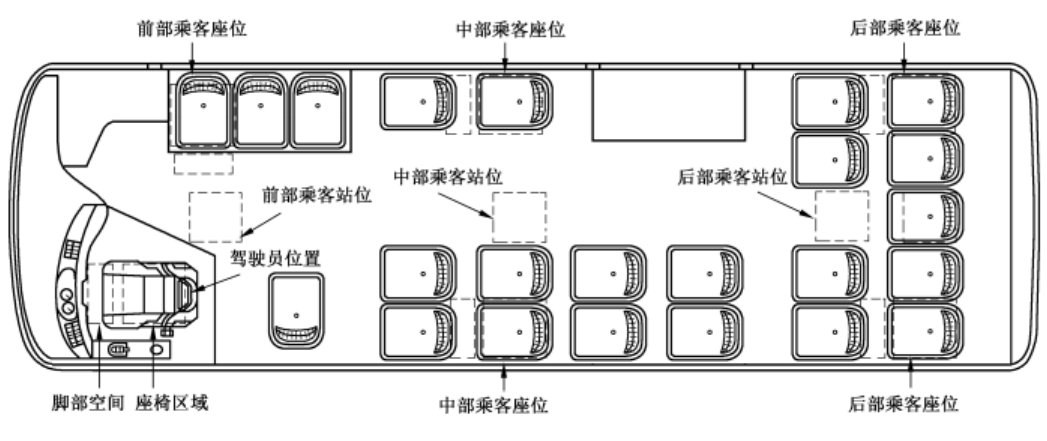 前部乘客座位
中部乘客座位
后部乘客座位
中部乘客站位
后部乘客站位
前部乘客站位
驾驶员位置
脚部空间
座椅区域
中部乘客座位
后部乘客座位